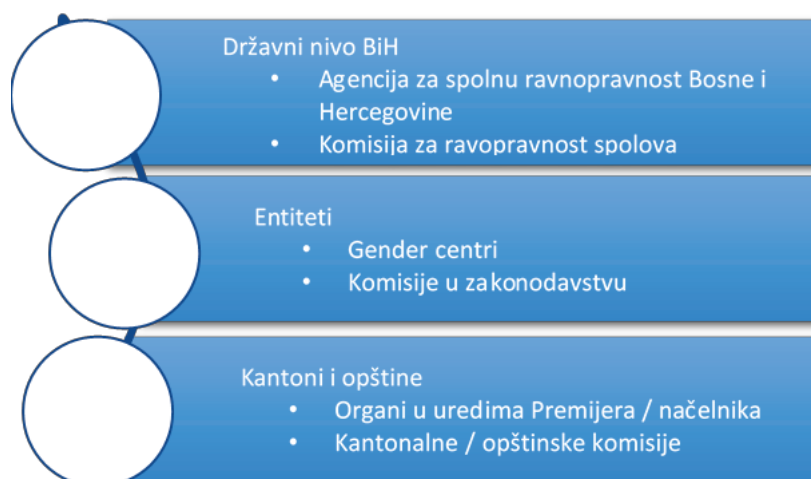 Državni nivo BiH
• Agencija za spolnu ravnopravnost Bosne i
Hercegovine
• Komisija za ravopravnost spolova
Entiteti
• Gender centri
• Komisije u zakonodavstvu
Kantoni i opštine
• Organi u uredima Premijera / načelnika
• Kantonalne / opštinske komisije